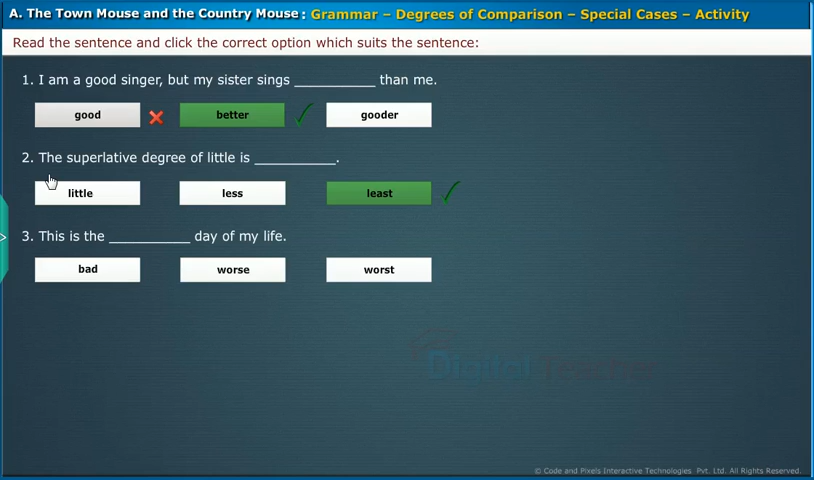 A. The Town Mouse and the Country Mouse : Grammar – Degrees of Comparison – Special Cases – Activity
Read the sentence and click the correct option which suits the sentence:
1. I am a good singer, but my sister sings __________ than me.
good better gooder
2. The superlative degree of little is __________.
little less least
3. This is the __________ day of my life.
bad worse worst
Digital Teacher
© Code and Pixels Interactive Technologies Pvt. Ltd. All Rights Reserved.